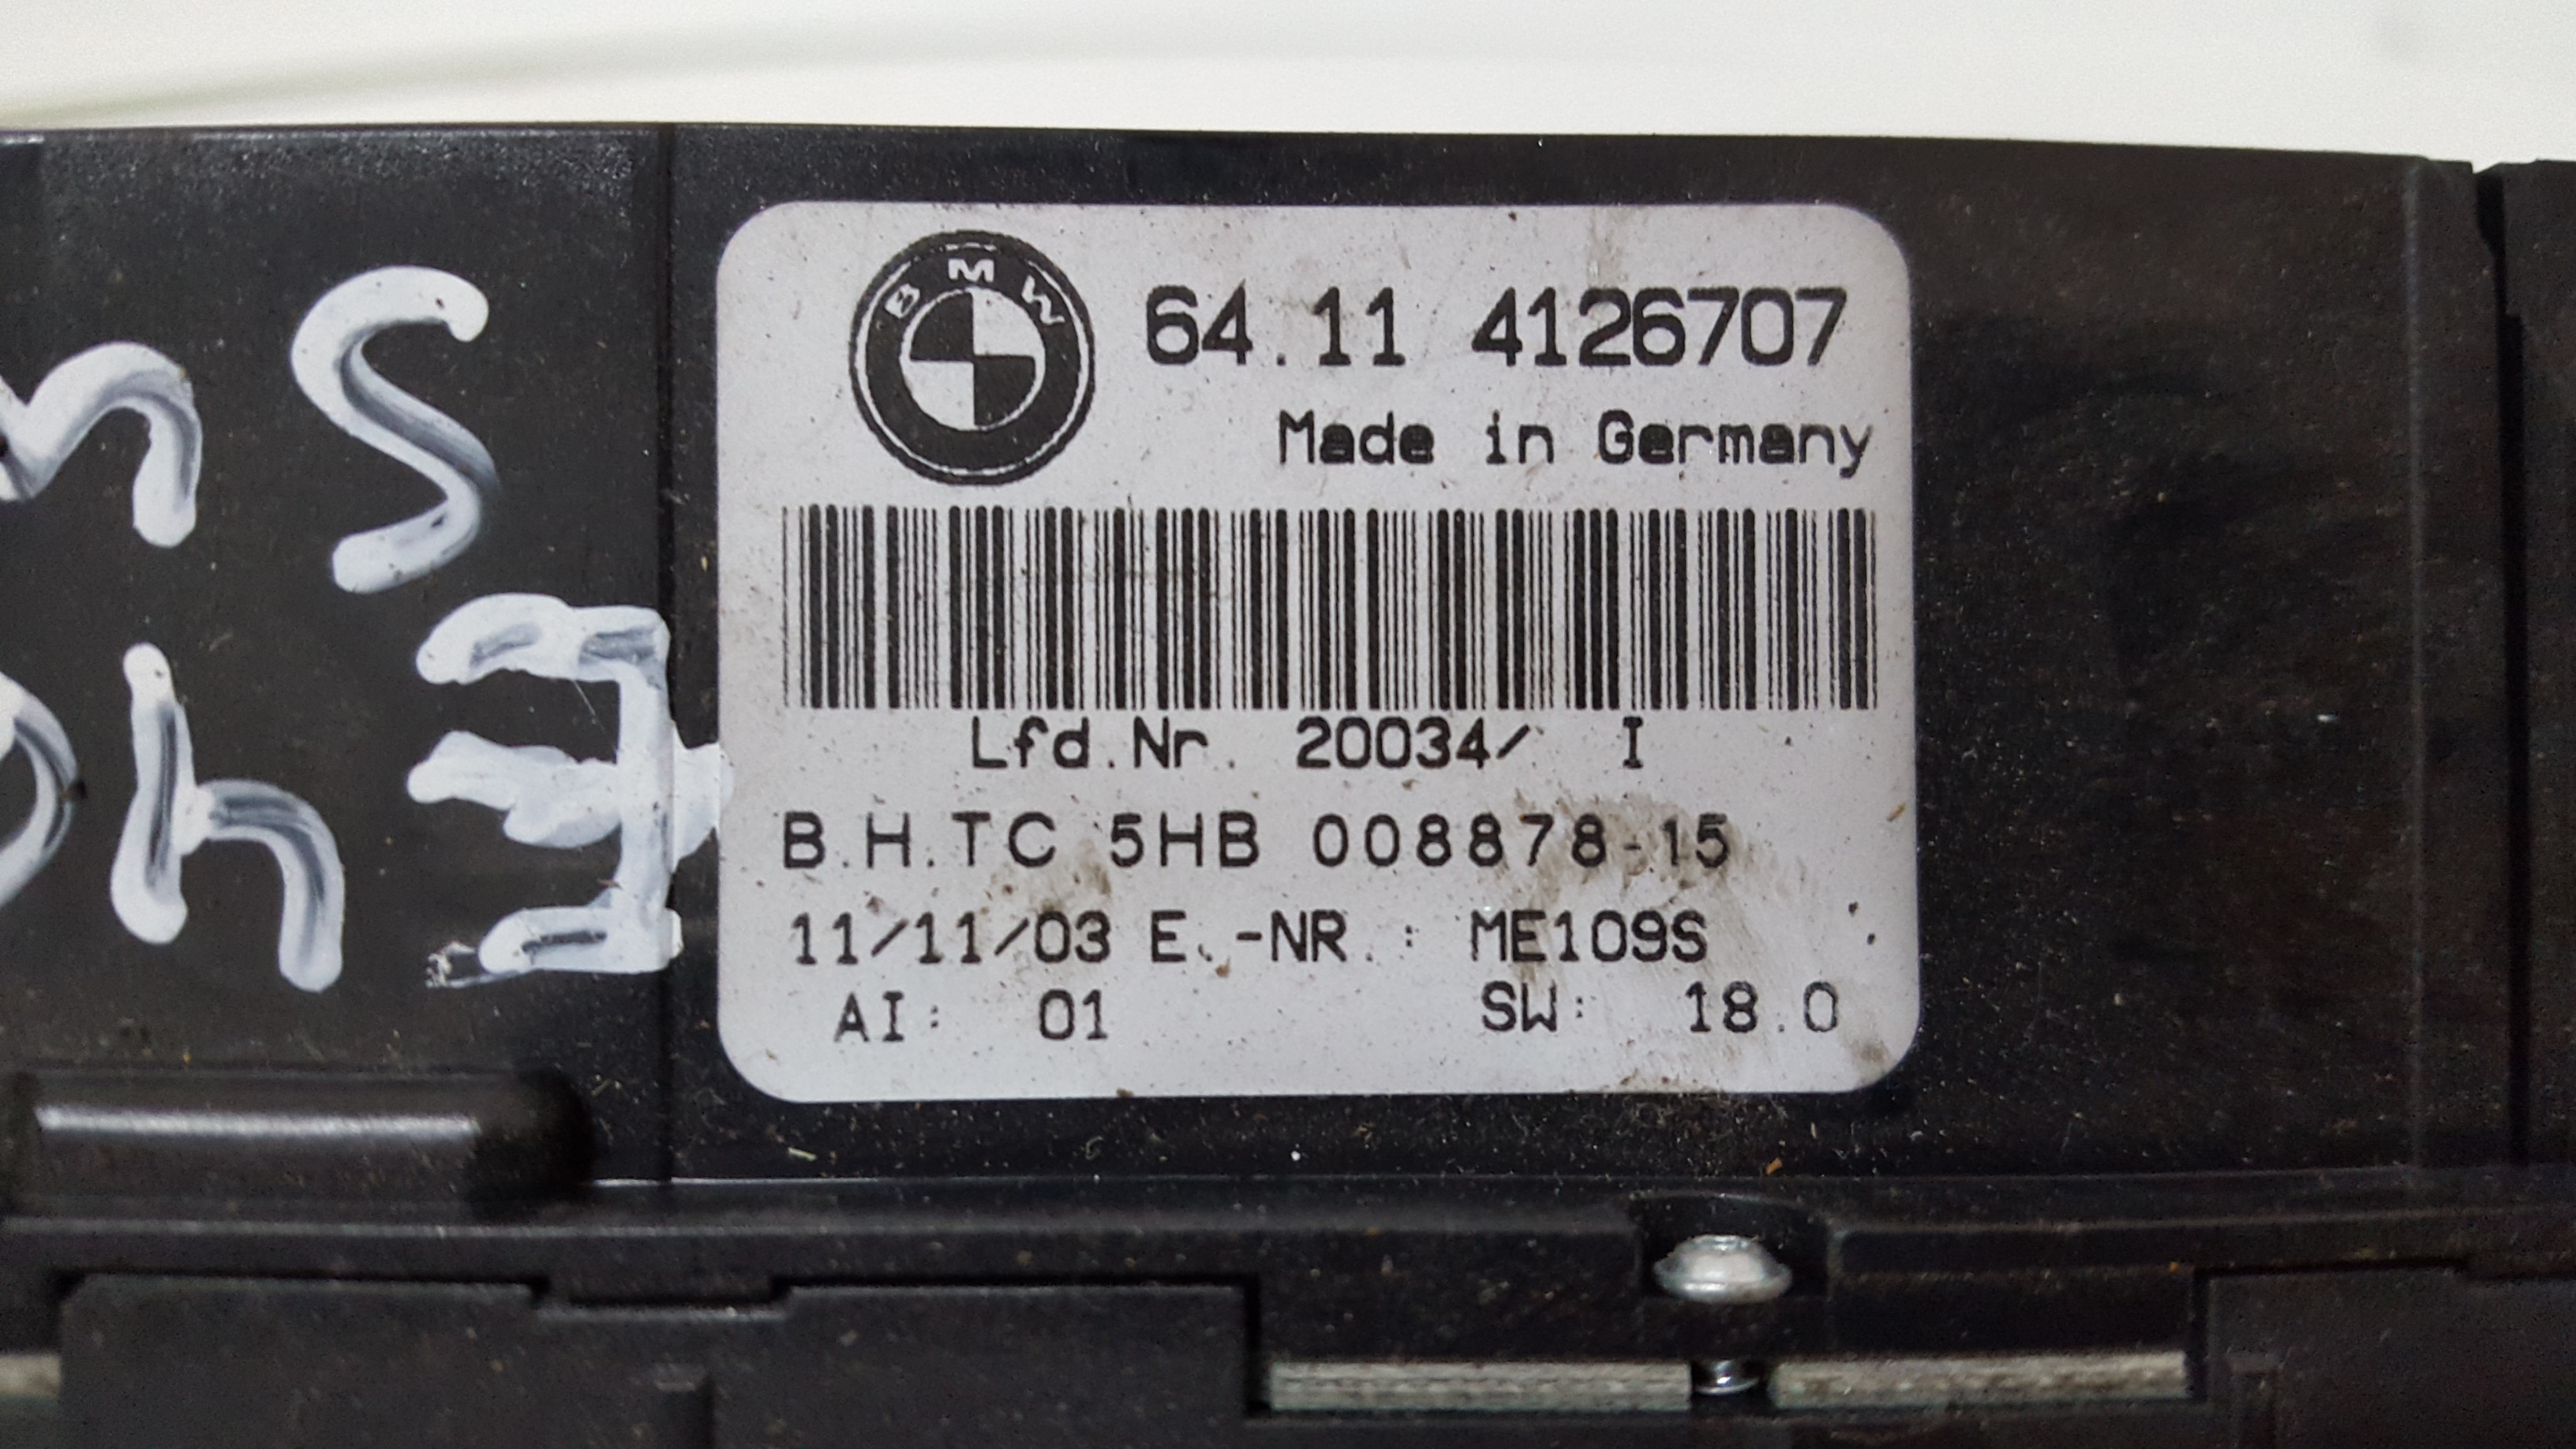 BMW
64.11 4126707
Made in Germany
Lfd.Nr. 20034/ I
B.H.TC 5HB 008878-15
11/11/03 E.-NR.: ME109S
AI: 01 SW: 18.0